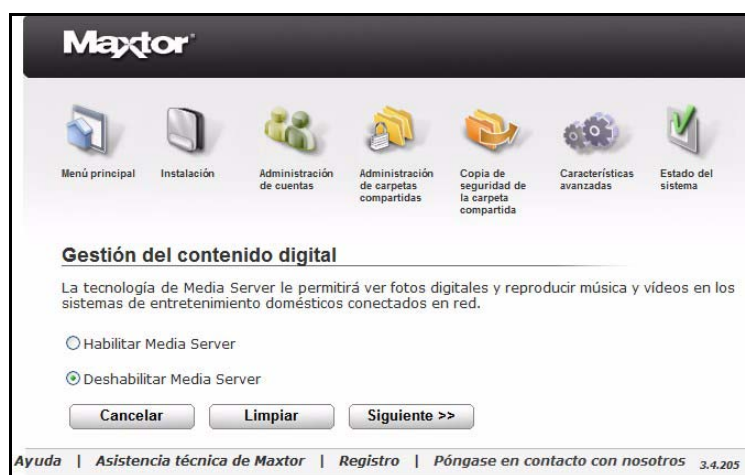 Maxtor
Menú principal
Instalación
Administración
de cuentas
Administración
de carpetas
compartidas
Copia de
seguridad de
la carpeta
compartida
Características
avanzadas
Estado del
sistema
Gestión del contenido digital
La tecnología de Media Server le permitirá ver fotos digitales y reproducir música y vídeos en los
sistemas de entretenimiento domésticos conectados en red.
Habilitar Media Server
Deshabilitar Media Server
Cancelar Limpiar Siguiente >>
Ayuda | Asistencia técnica de Maxtor | Registro | Póngase en contacto con nosotros 3.4.205